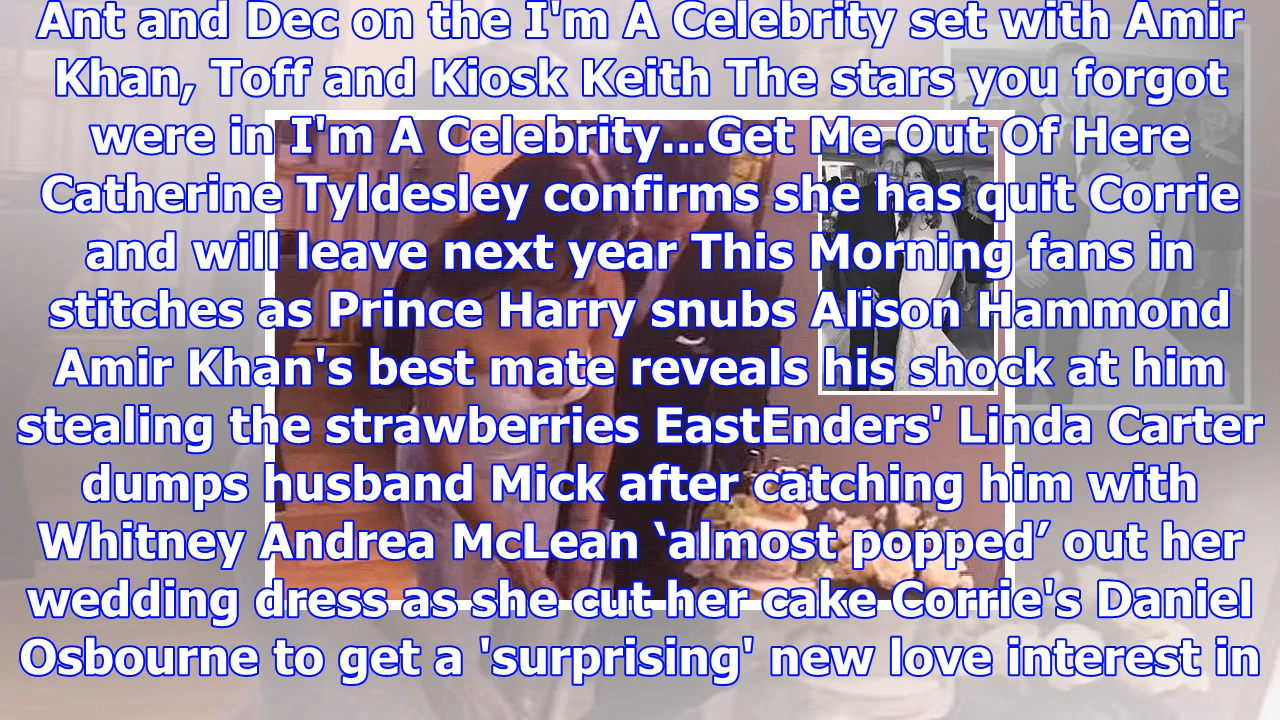 Ant and Dec on the I'm A Celebrity set with Amir
Khan, Toff and Kiosk Keith The stars you forgot
were in I'm A Celebrity...Get Me Out Of Here
Catherine Tyldesley confirms she has quit Corrie
and will leave next year This Morning fans in
stitches as Prince Harry snubs Alison Hammond
Amir Khan's best mate reveals his shock at him
stealing the strawberries EastEnders' Linda Carter
dumps husband Mick after catching him with
Whitney Andrea McLean ‘almost popped’ out her
wedding dress as she cut her cake Corrie's Daniel
Osbourne to get a 'surprising' new love interest in